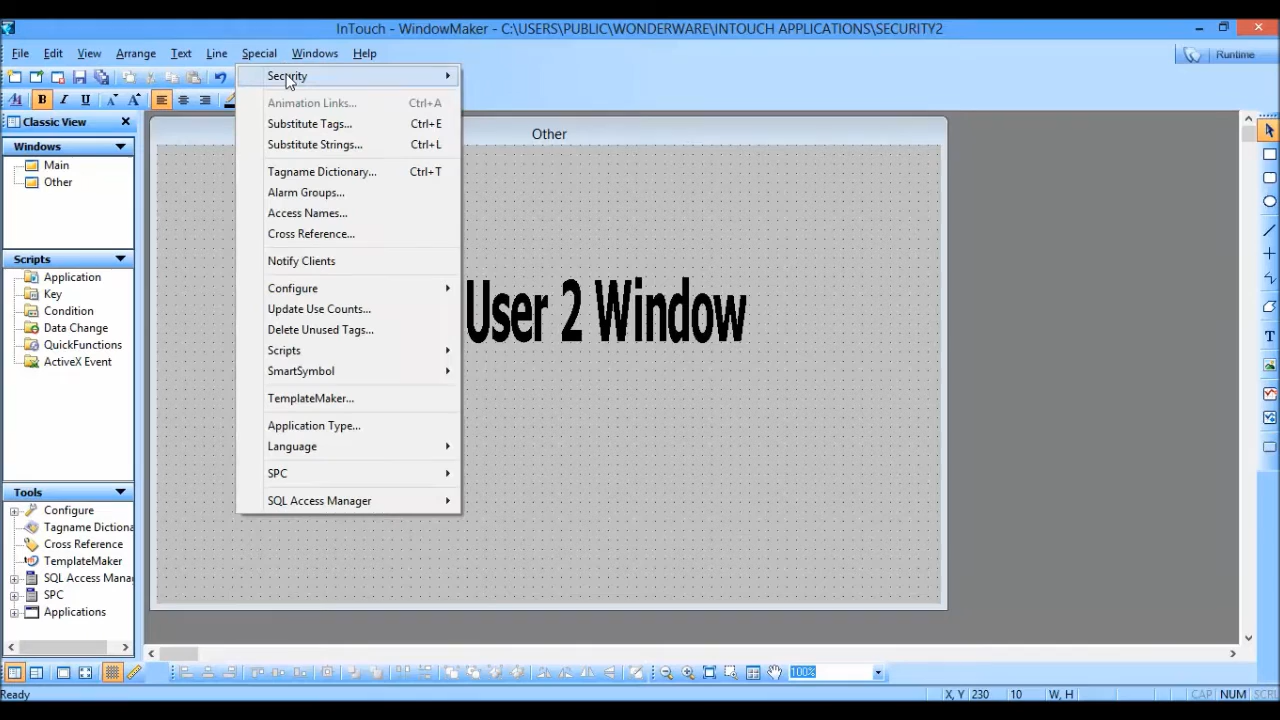 InTouch - WindowMaker - C:\USERS\PUBLIC\WONDERWARE\INTOUCH APPLICATIONS\SECURITY2
File Edit View Arrange Text Line Special Windows Help
Runtime
Classic View
Windows
Main
Other
Scripts
Application
Key
Condition
Data Change
QuickFunctions
ActiveX Event
Tools
Configure
Tagname Dictiona
Cross Reference
TemplateMaker
SQL Access Mana
SPC
Applications
Security
Animation Links... Ctrl+A
Substitute Tags... Ctrl+E
Substitute Strings... Ctrl+L
Tagname Dictionary... Ctrl+T
Alarm Groups...
Access Names...
Cross Reference...
Notify Clients
Configure
Update Use Counts...
Delete Unused Tags...
Scripts
SmartSymbol
TemplateMaker...
Application Type...
Language
SPC
SQL Access Manager
Other
User 2 Window
100%
Ready
X, Y 230 10 W, H CAP NUM SCRL